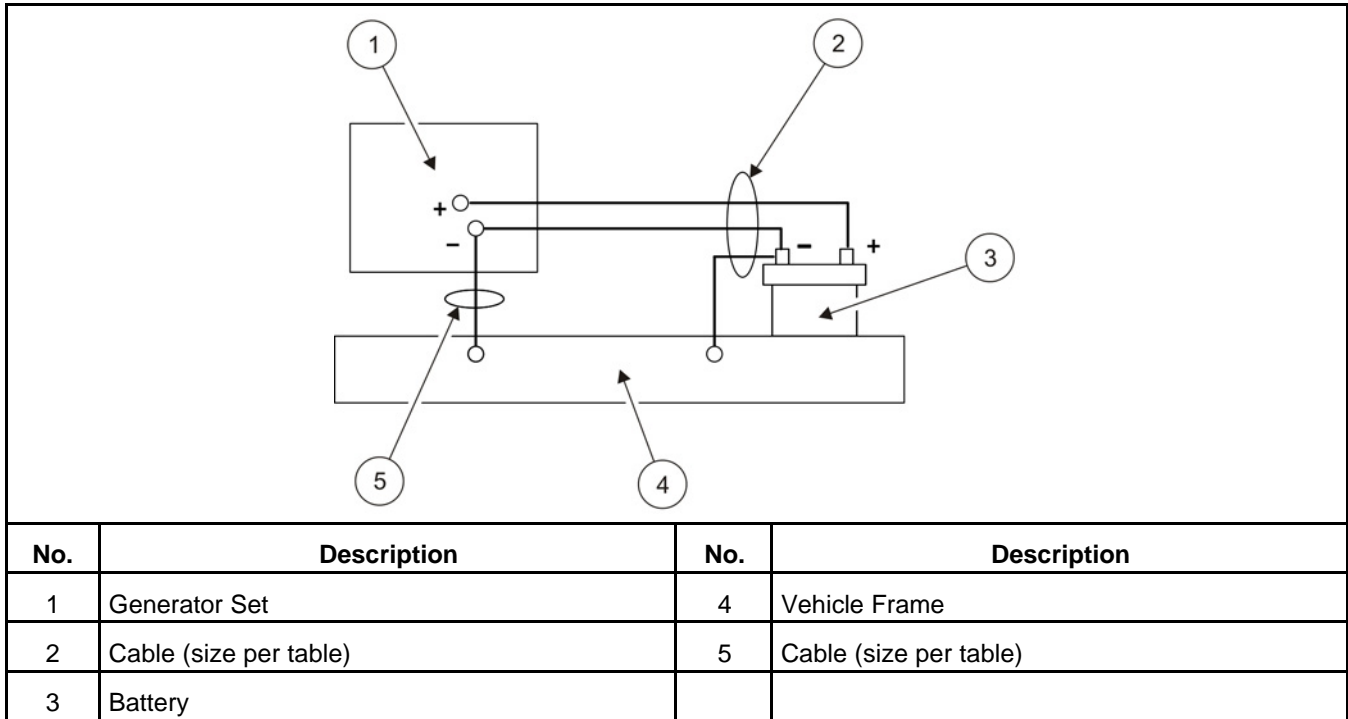 1
2
+
−
− +
3
5
4
No. Description No. Description
1 Generator Set 4 Vehicle Frame
2 Cable (size per table) 5 Cable (size per table)
3 Battery